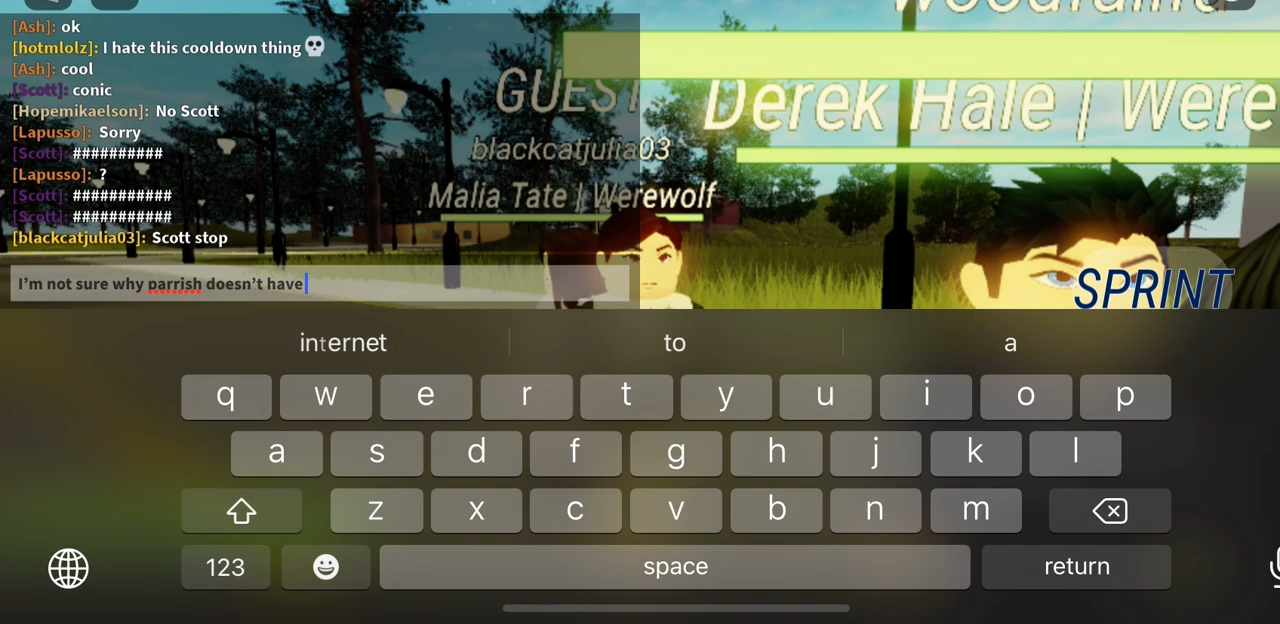 [Ash]: ok
[hotmlolz]: I hate this cooldown thing💀
[Ash]: cool
[Scott]: conic
[Hopemikaelson]: No Scott
[Lapusso]: Sorry
[Scott]: ##########
[Lapusso]: ?
[Scott]: ###########
[Scott]: ###########
[blackcatjulia03]: Scott stop
I'm not sure why parrish doesn't have
GUEST
blackcatjulia03
Malia Tate | Werewolf
Derek Hale | Were
SPRINT
internet to a
q w e r t y u i o p
a s d f g h j k l
z x c v b n m
123 space return